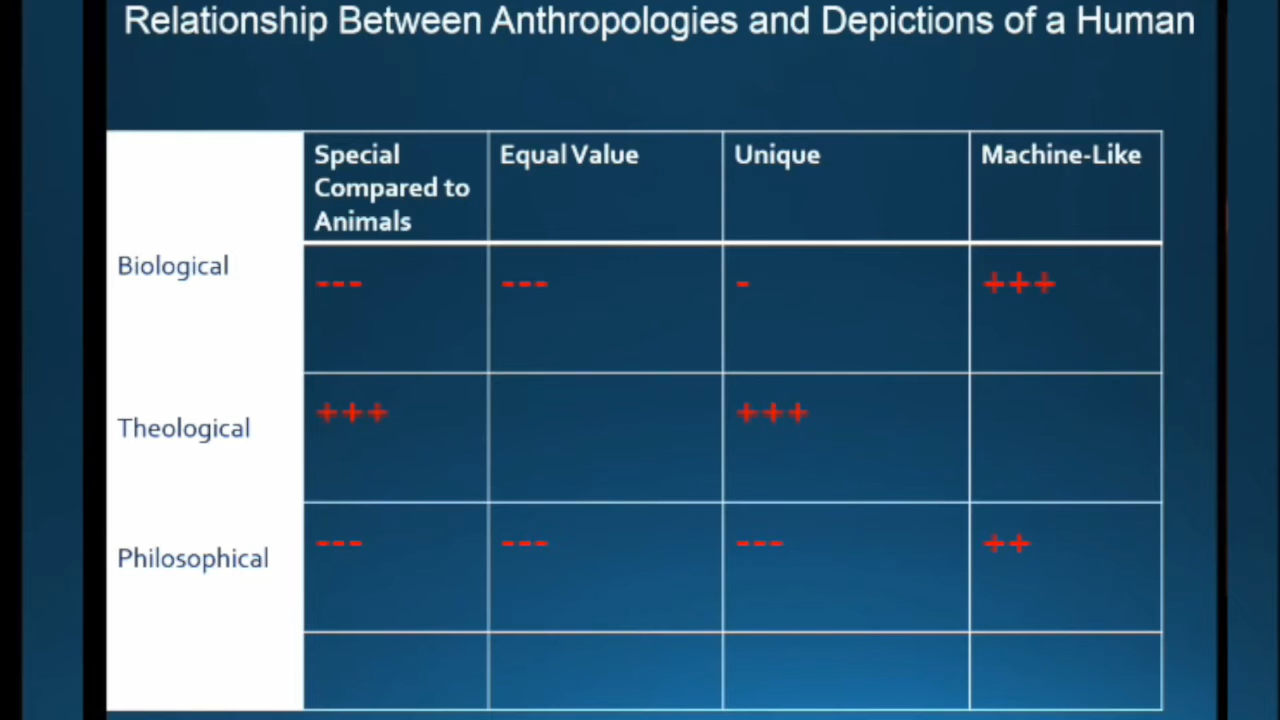 Relationship Between Anthropologies and Depictions of a Human
Special Compared to Animals Equal Value Unique Machine-Like
Biological --- --- - +++
Theological +++ +++
Philosophical --- --- --- ++